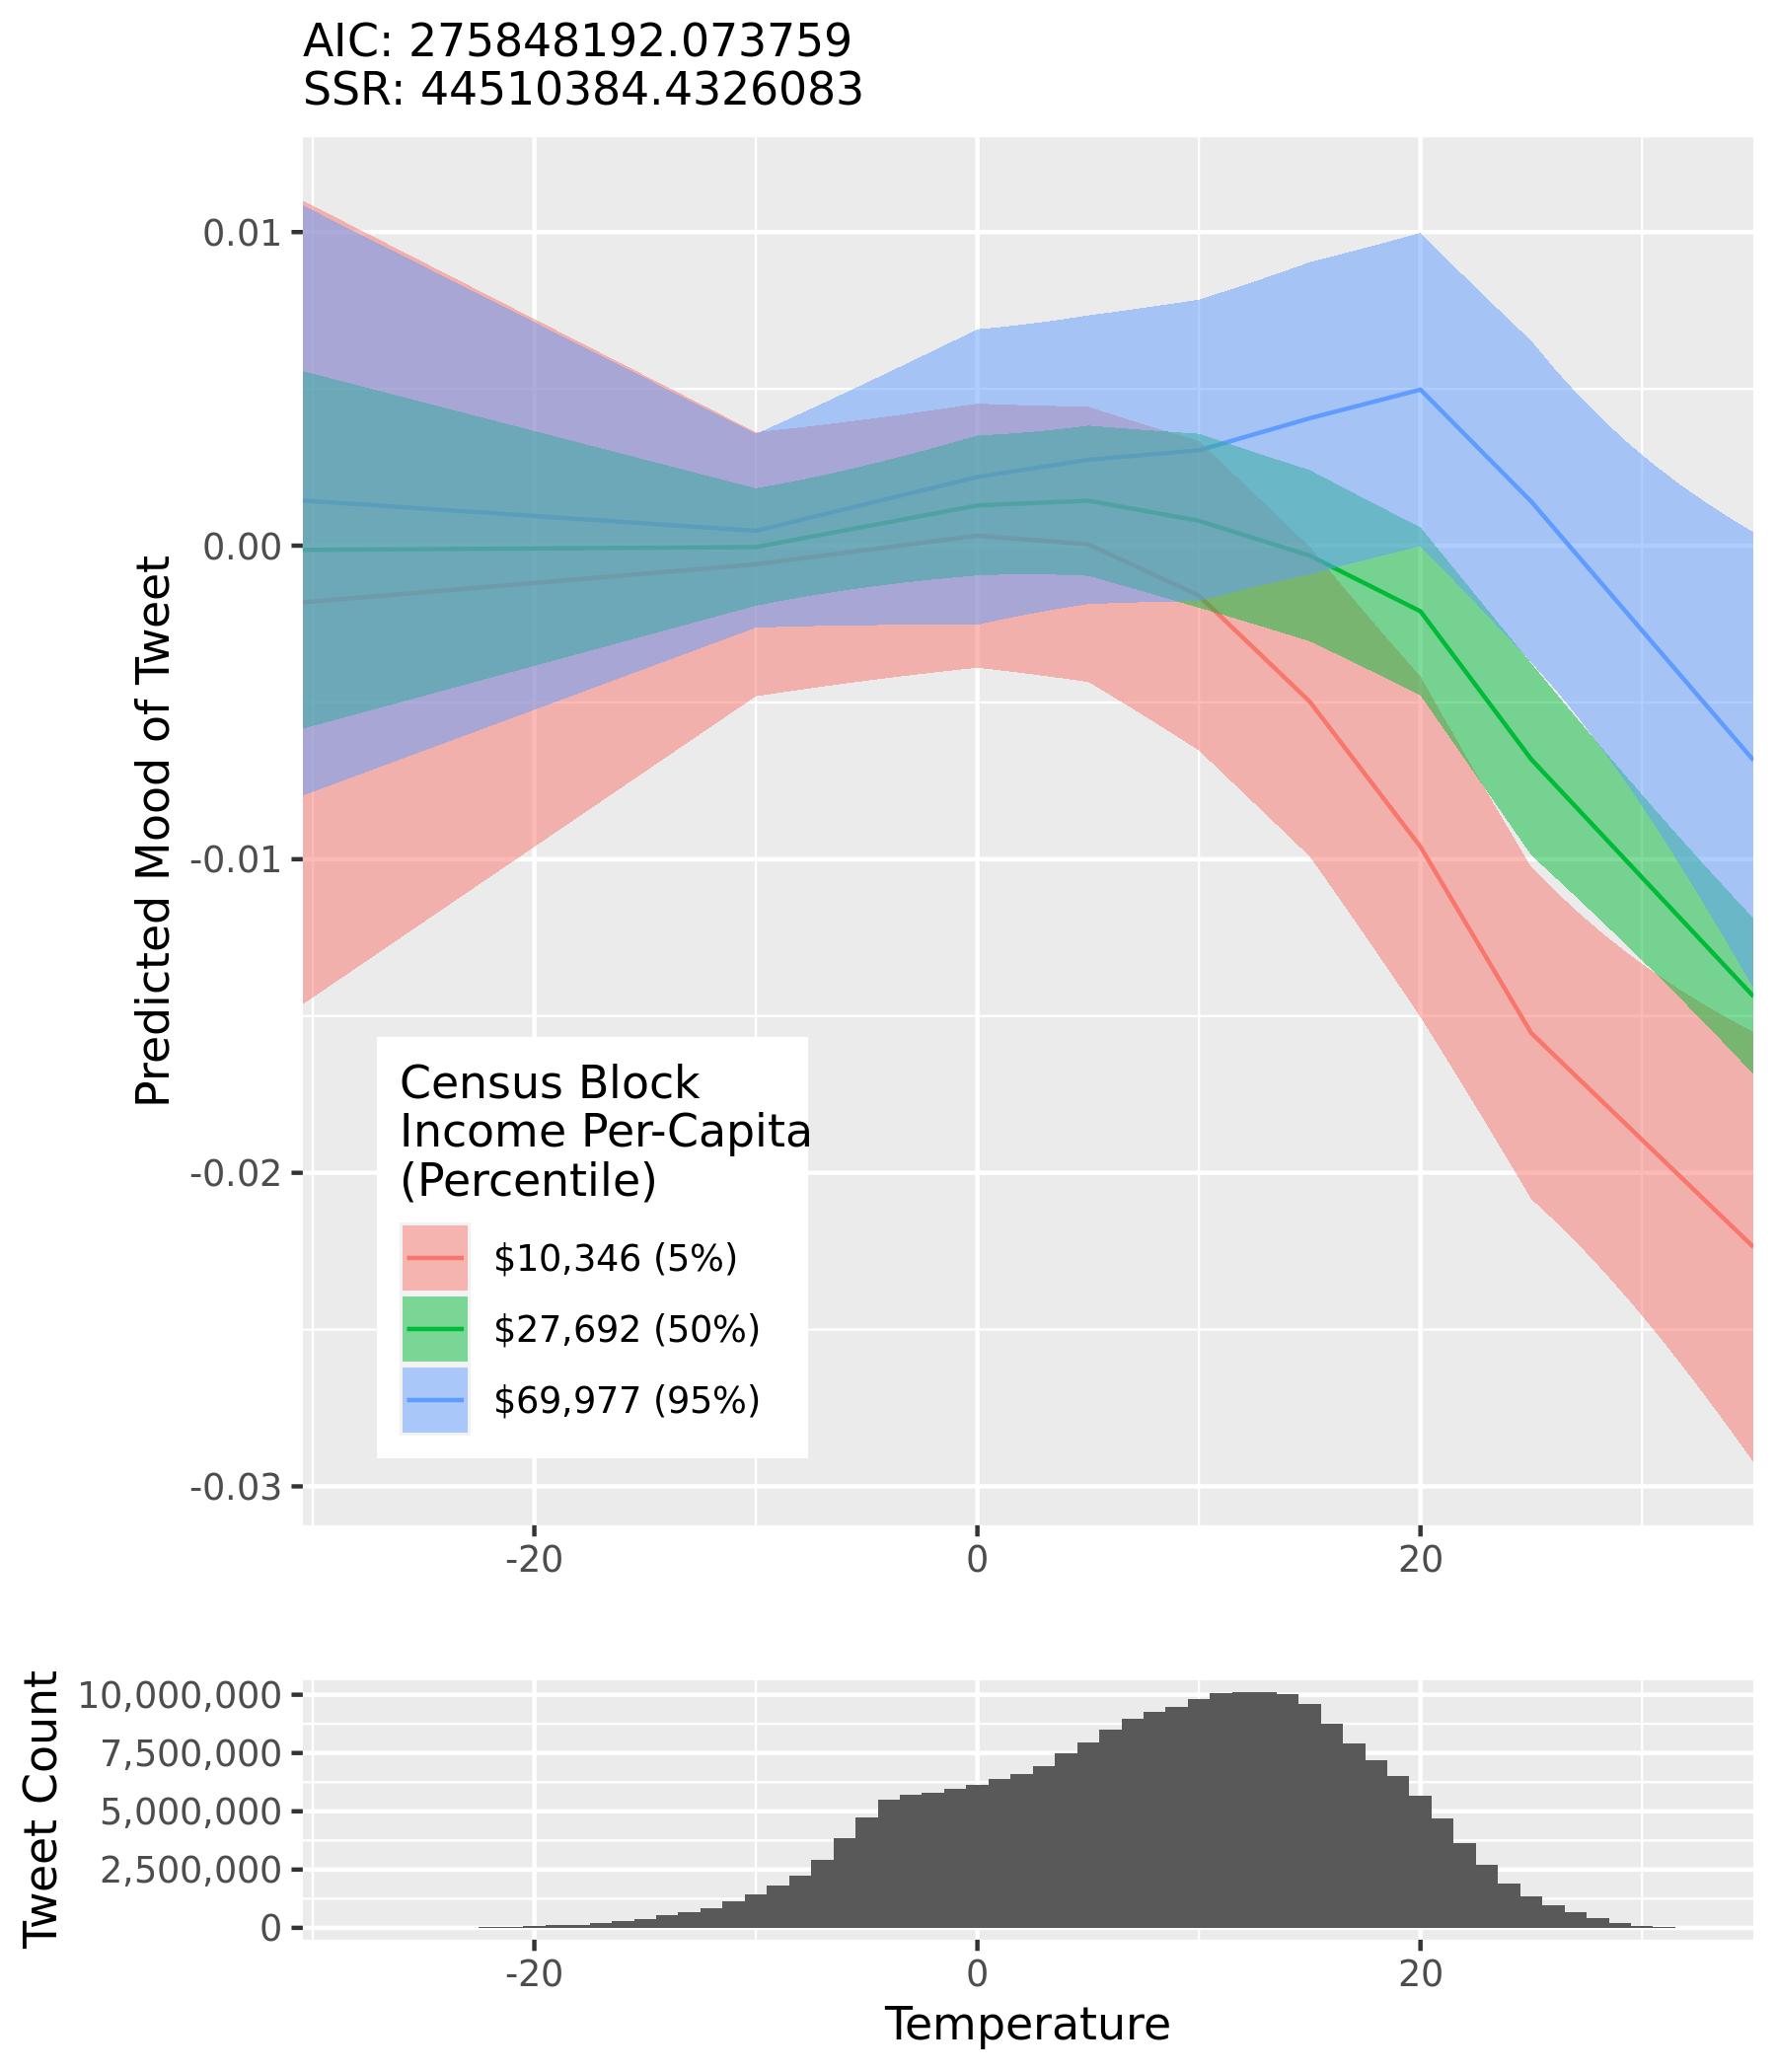 AIC: 275848192.073759
SSR: 44510384.4326083
Predicted Mood of Tweet
0.01
0.00
-0.01
-0.02
-0.03
Census Block
Income Per-Capita
(Percentile)
$10,346 (5%)
$27,692 (50%)
$69,977 (95%)
-20 0 20
Tweet Count
10,000,000
7,500,000
5,000,000
2,500,000
0
-20 0 20
Temperature